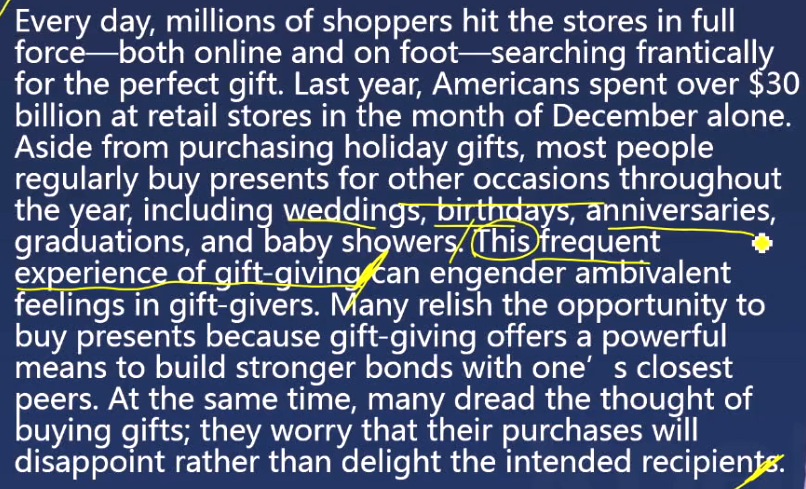 Every day, millions of shoppers hit the stores in full
force—both online and on foot—searching frantically
for the perfect gift. Last year, Americans spent over $30
billion at retail stores in the month of December alone.
Aside from purchasing holiday gifts, most people
regularly buy presents for other occasions throughout
the year, including weddings, birthdays, anniversaries,
graduations, and baby showers. This frequent
experience of gift-giving can engender ambivalent
feelings in gift-givers. Many relish the opportunity to
buy presents because gift-giving offers a powerful
means to build stronger bonds with one’s closest
peers. At the same time, many dread the thought of
buying gifts; they worry that their purchases will
disappoint rather than delight the intended recipients.